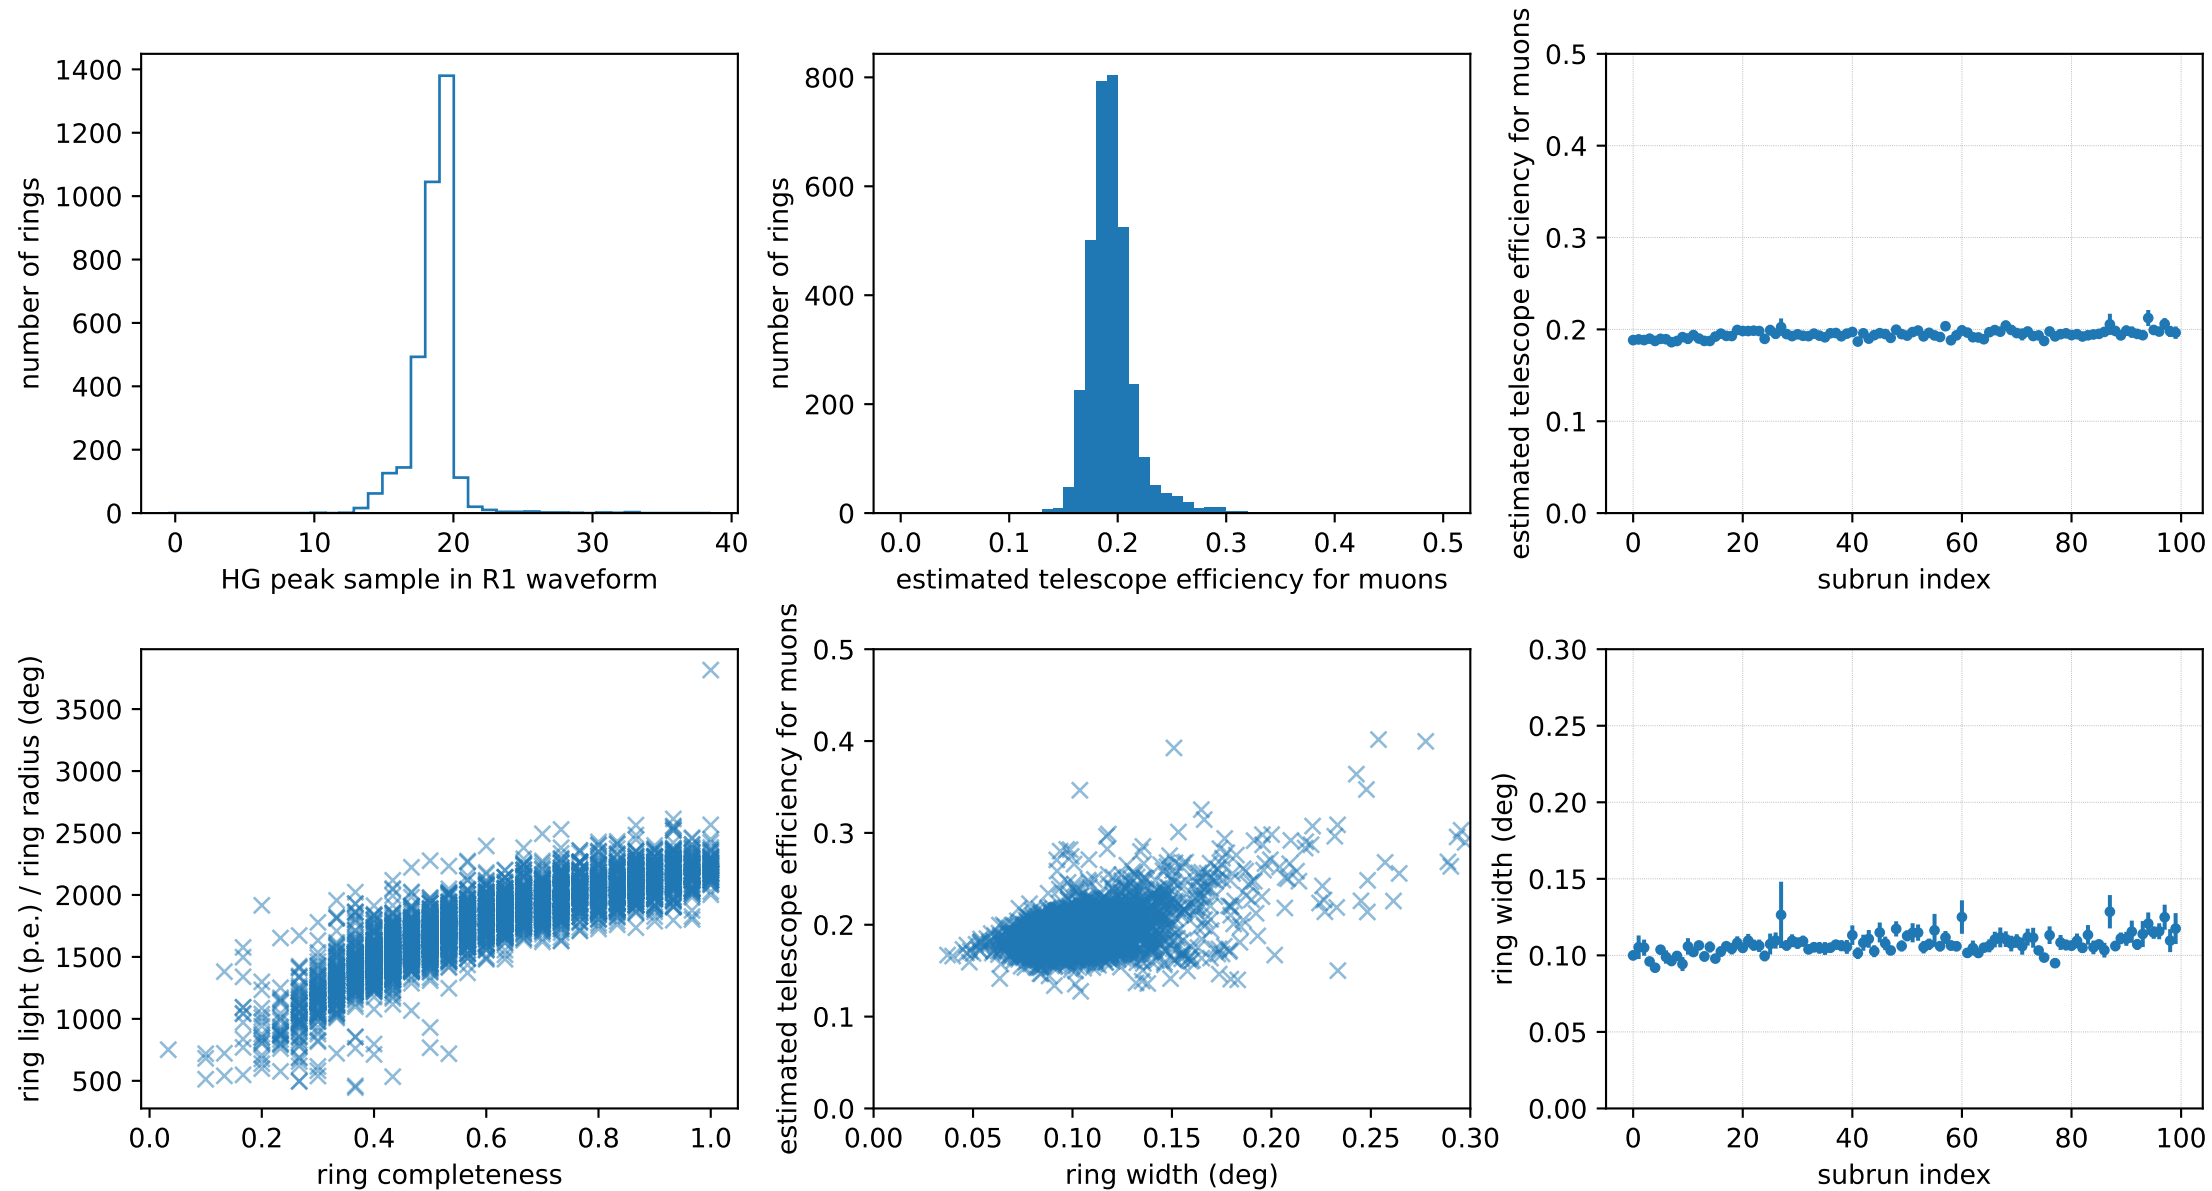 number of rings
1400
1200
1000
800
600
400
200
0
0 10 20 30 40
HG peak sample in R1 waveform
number of rings
800
600
400
200
0
0.0 0.1 0.2 0.3 0.4 0.5
estimated telescope efficiency for muons
estimated telescope efficiency for muons
0.5
0.4
0.3
0.2
0.1
0.0
0 20 40 60 80 100
subrun index
ring light (p.e.) / ring radius (deg)
3500
3000
2500
2000
1500
1000
500
0.0 0.2 0.4 0.6 0.8 1.0
ring completeness
estimated telescope efficiency for muons
0.5
0.4
0.3
0.2
0.1
0.0
0.00 0.05 0.10 0.15 0.20 0.25 0.30
ring width (deg)
ring width (deg)
0.30
0.25
0.20
0.15
0.10
0.05
0.00
0 20 40 60 80 100
subrun index